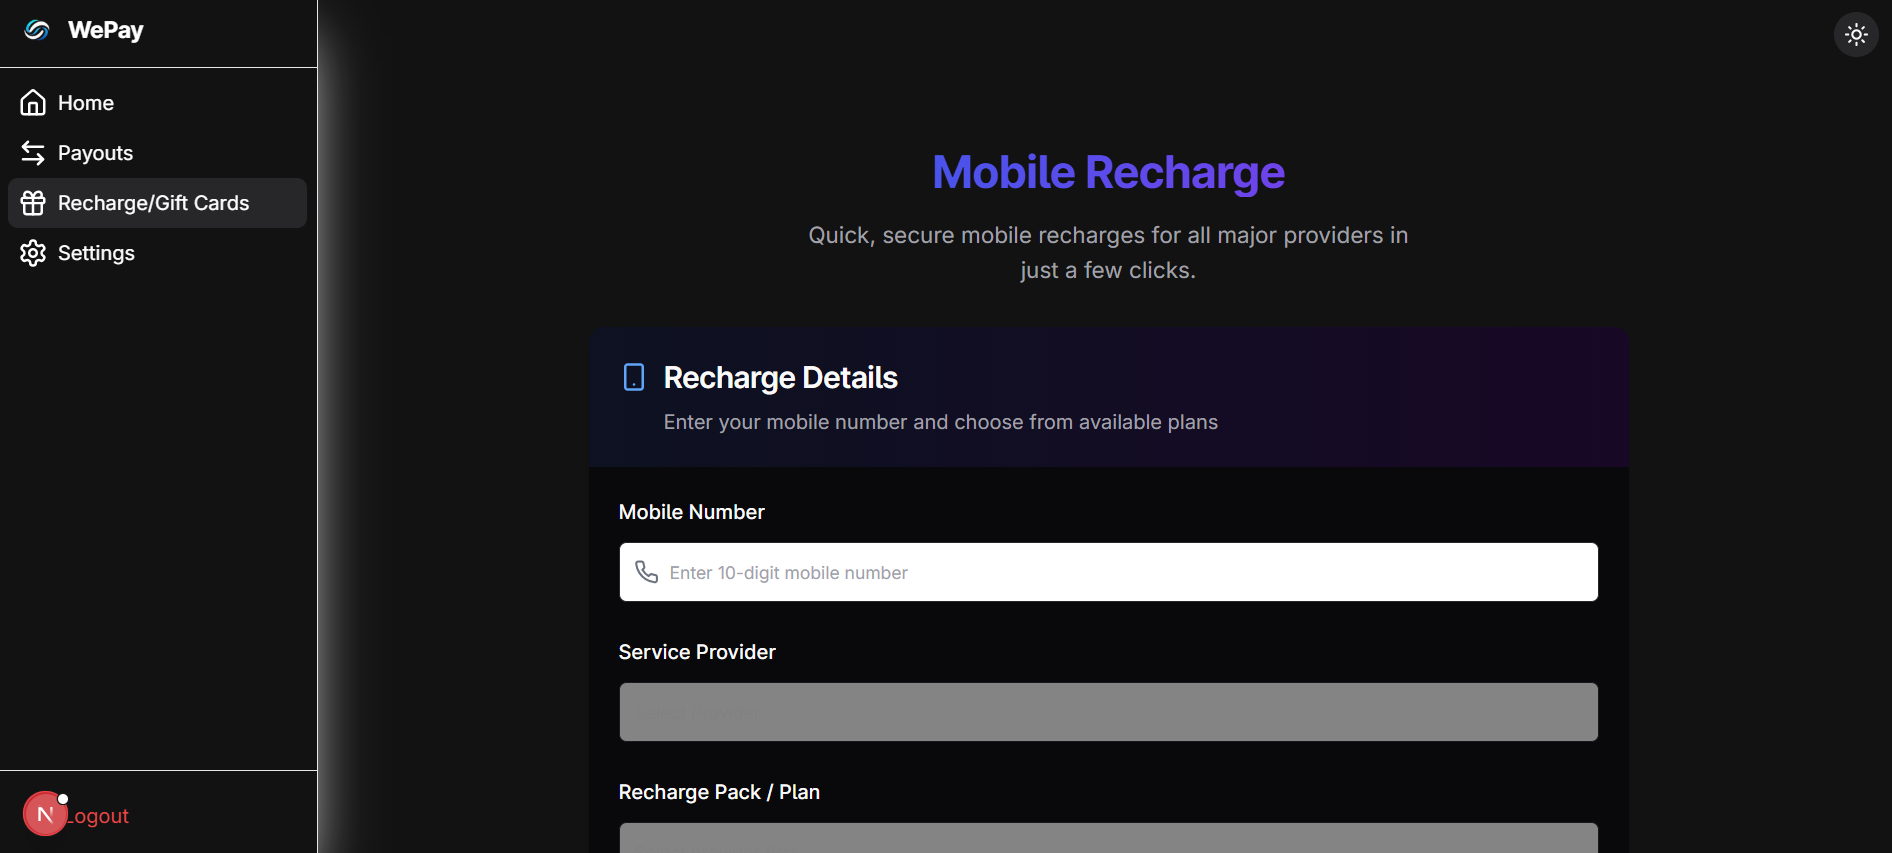 WePay
Home
Payouts
Recharge/Gift Cards
Settings
N
Logout
Mobile Recharge
Quick, secure mobile recharges for all major providers in
just a few clicks.
Recharge Details
Enter your mobile number and choose from available plans
Mobile Number
Enter 10-digit mobile number
Service Provider
Recharge Pack / Plan